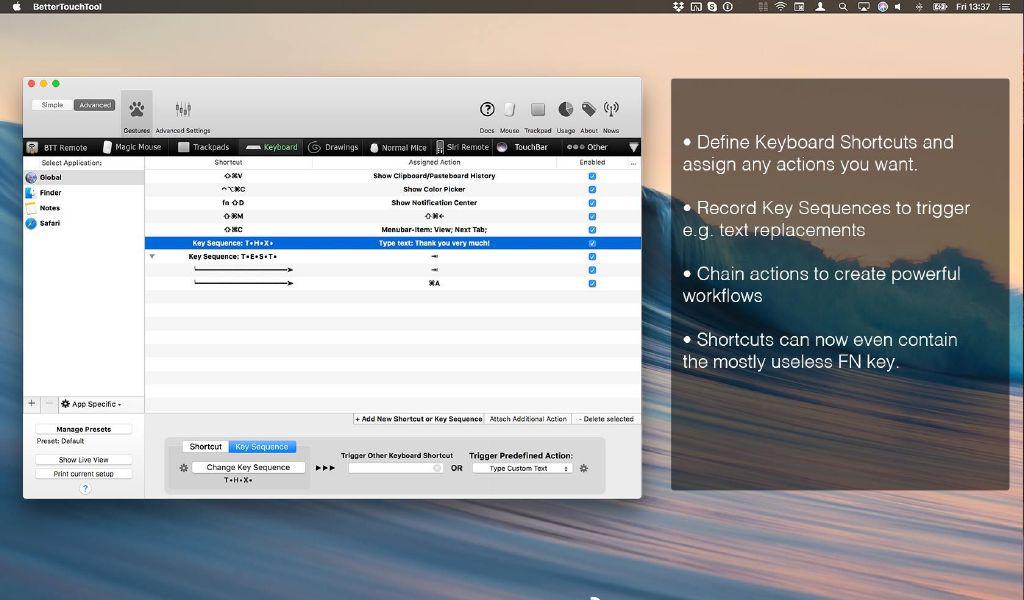 BetterTouchTool
Fri 13:37
Simple
Advanced
Gestures
Advanced Settings
Docs
Mouse
Trackpad
Usage
About
News
BTT Remote
Magic Mouse
Trackpads
Keyboard
Drawings
Normal Mice
Siri Remote
TouchBar
Other
Select Application:
Shortcut
Assigned Action
Enabled
...
Global
Finder
Notes
Safari
⇧⌘V
Show Clipboard/Pasteboard History
^⌥⌘C
Show Color Picker
fn ⇧D
Show Notification Center
⇧⌘M
⇧⌘←
⇧⌘C
Menubar-Item: View; Next Tab;
Key Sequence: T•H•X•
Type text: Thank you very much!
Key Sequence: T•E•S•T•
⇥
⇥
⌘A
+ −
App Specific
+ Add New Shortcut or Key Sequence
Attach Additional Action
- Delete selected
Manage Presets
Preset: Default
Show Live View
Print current setup
?
Shortcut
Key Sequence
Change Key Sequence
T•H•X•
Trigger Other Keyboard Shortcut
OR
Trigger Predefined Action:
Type Custom Text
• Define Keyboard Shortcuts and
assign any actions you want.
• Record Key Sequences to trigger
e.g. text replacements
• Chain actions to create powerful
workflows
• Shortcuts can now even contain
the mostly useless FN key.